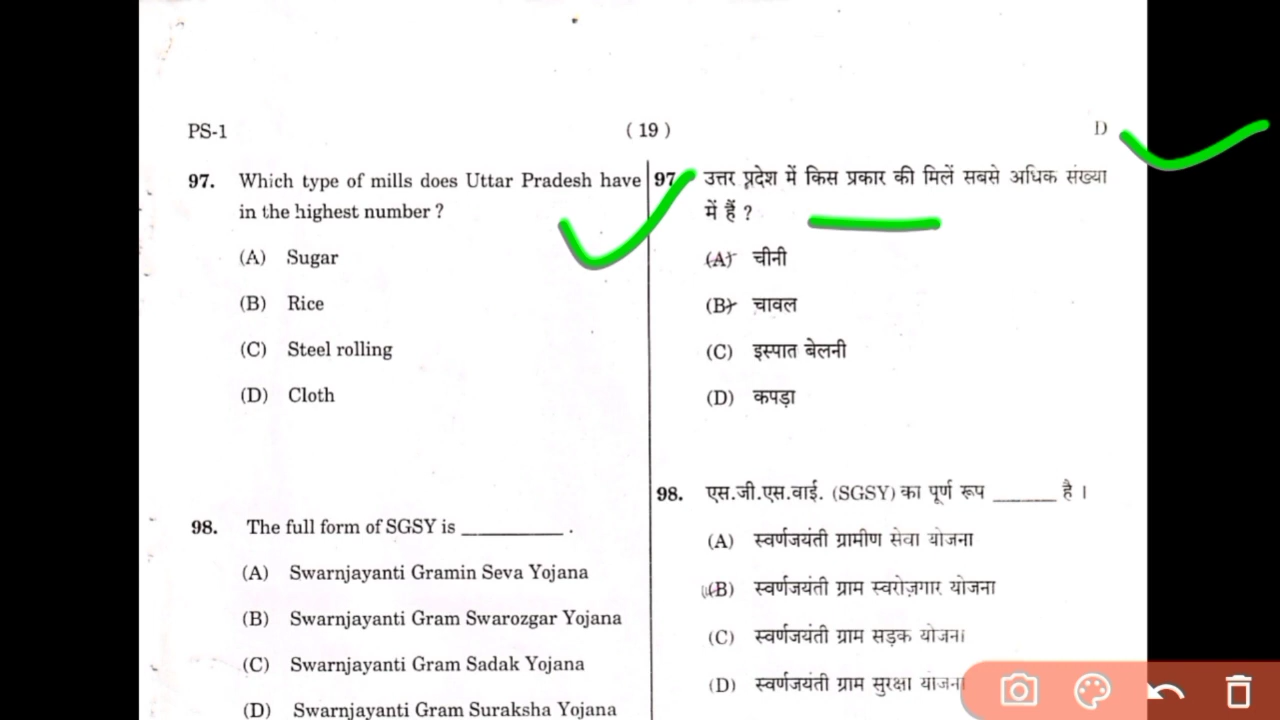 PS-1
( 19 )
D
97. Which type of mills does Uttar Pradesh have
in the highest number ?
(A) Sugar
(B) Rice
(C) Steel rolling
(D) Cloth
98. The full form of SGSY is __________ .
(A) Swarnjayanti Gramin Seva Yojana
(B) Swarnjayanti Gram Swarozgar Yojana
(C) Swarnjayanti Gram Sadak Yojana
(D) Swarnjayanti Gram Suraksha Yojana
97 उत्तर प्रदेश में किस प्रकार की मिलें सबसे अधिक संख्या
में हैं ?
(A) चीनी
(B) चावल
(C) इस्पात बेलनी
(D) कपड़ा
98. एस.जी.एस.वाई. (SGSY) का पूर्ण रूप ______ है ।
(A) स्वर्णजयंती ग्रामीण सेवा योजना
(B) स्वर्णजयंती ग्राम स्वरोज़गार योजना
(C) स्वर्णजयंती ग्राम सड़क योजना
(D) स्वर्णजयंती ग्राम सुरक्षा योजना